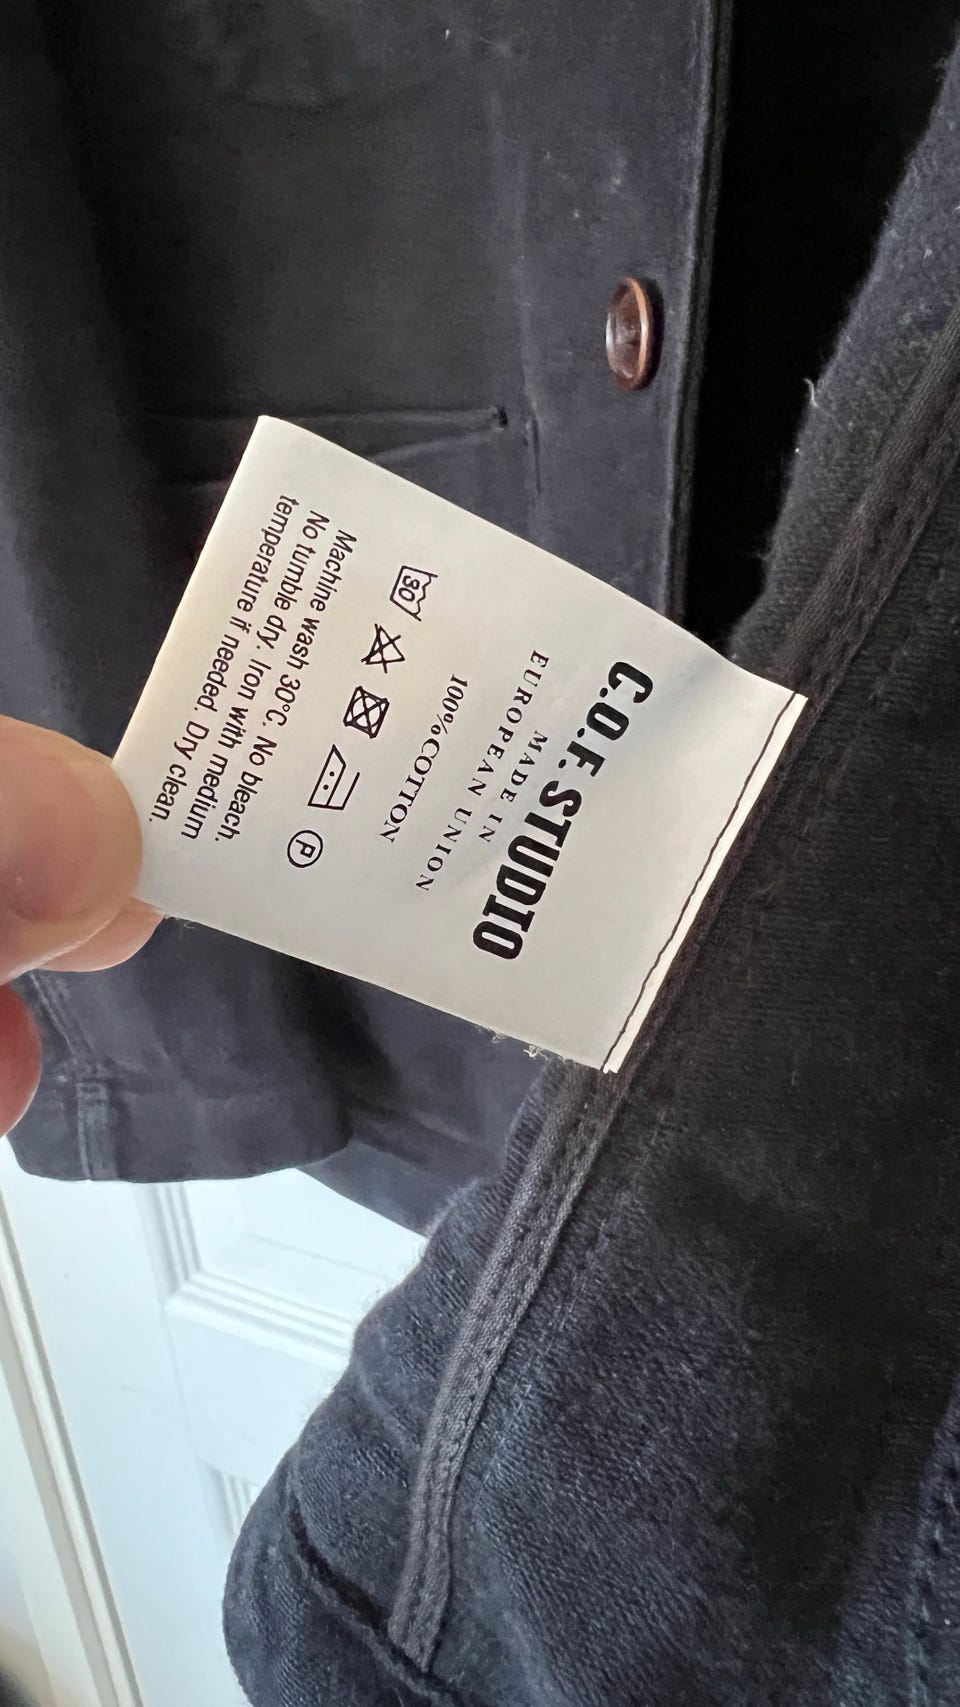 C.O.F. STUDIO
MADE IN
EUROPEAN UNION
100%COTTON
30 P
Machine wash 30°C. No bleach.
No tumble dry. Iron with medium
temperature if needed. Dry clean.